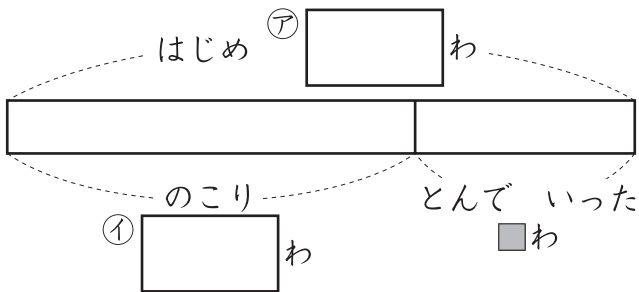 はじめ ㋐ わ
のこり
㋑ わ
とんで いった
わ